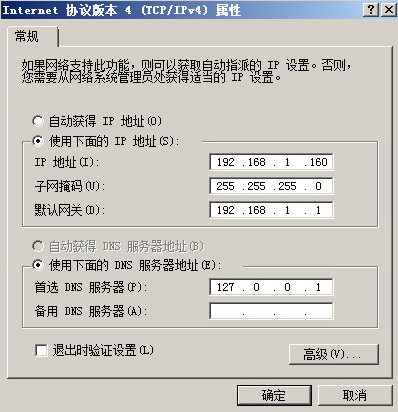 Internet 协议版本 4 (TCP/IPv4) 属性
常规
如果网络支持此功能，则可以获取自动指派的 IP 设置。否则，
您需要从网络系统管理员处获得适当的 IP 设置。
自动获得 IP 地址(O)
使用下面的 IP 地址(S):
IP 地址(I): 192 .168 . 1 .160
子网掩码(U): 255 .255 .255 . 0
默认网关(D): 192 .168 . 1 . 1
自动获得 DNS 服务器地址(B)
使用下面的 DNS 服务器地址(E):
首选 DNS 服务器(P): 127 . 0 . 0 . 1
备用 DNS 服务器(A): . . .
退出时验证设置(L)
高级(V)...
确定 取消